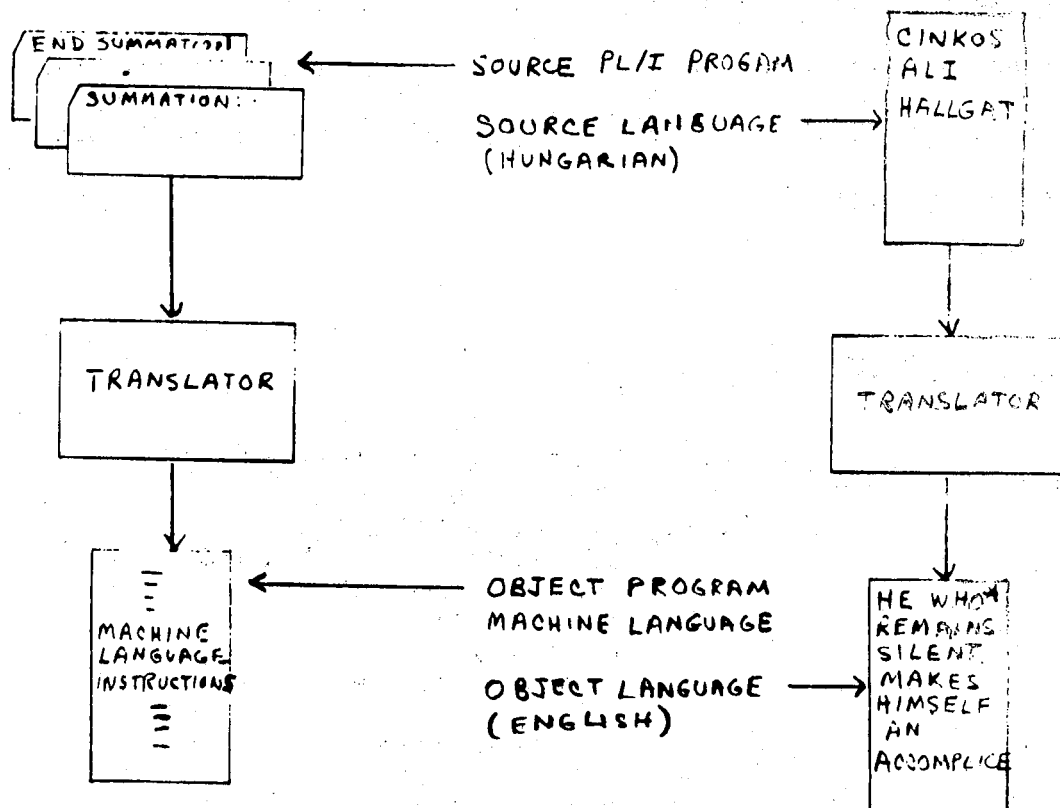 END SUMMATION
SUMMATION:
SOURCE PL/I PROGAM
SOURCE LANGUAGE
(HUNGARIAN)
CINKOS
ALI
HALLGAT
TRANSLATOR
TRANSLATOR
MACHINE
LANGUAGE
INSTRUCTIONS
OBJECT PROGRAM
MACHINE LANGUAGE
OBJECT LANGUAGE
(ENGLISH)
HE WHO
REMAINS
SILENT
MAKES
HIMSELF
AN
ACCOMPLICE